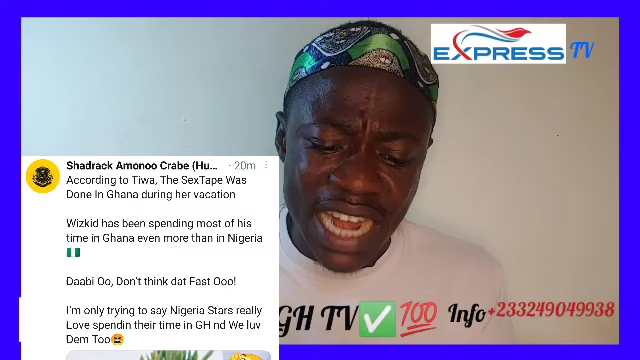 EXPRESS TV
Shadrack Amonoo Crabe (Hu... · 20m
According to Tiwa, The SexTape Was
Done In Ghana during her vacation
Wizkid has been spending most of his
time in Ghana even more than in Nigeria
🇳🇬
Daabi Oo, Don't think dat Fast Ooo!
I'm only trying to say Nigeria Stars really
Love spendin their time in GH nd We luv
Dem Too😆
GH TV✅💯 Info+233249049938